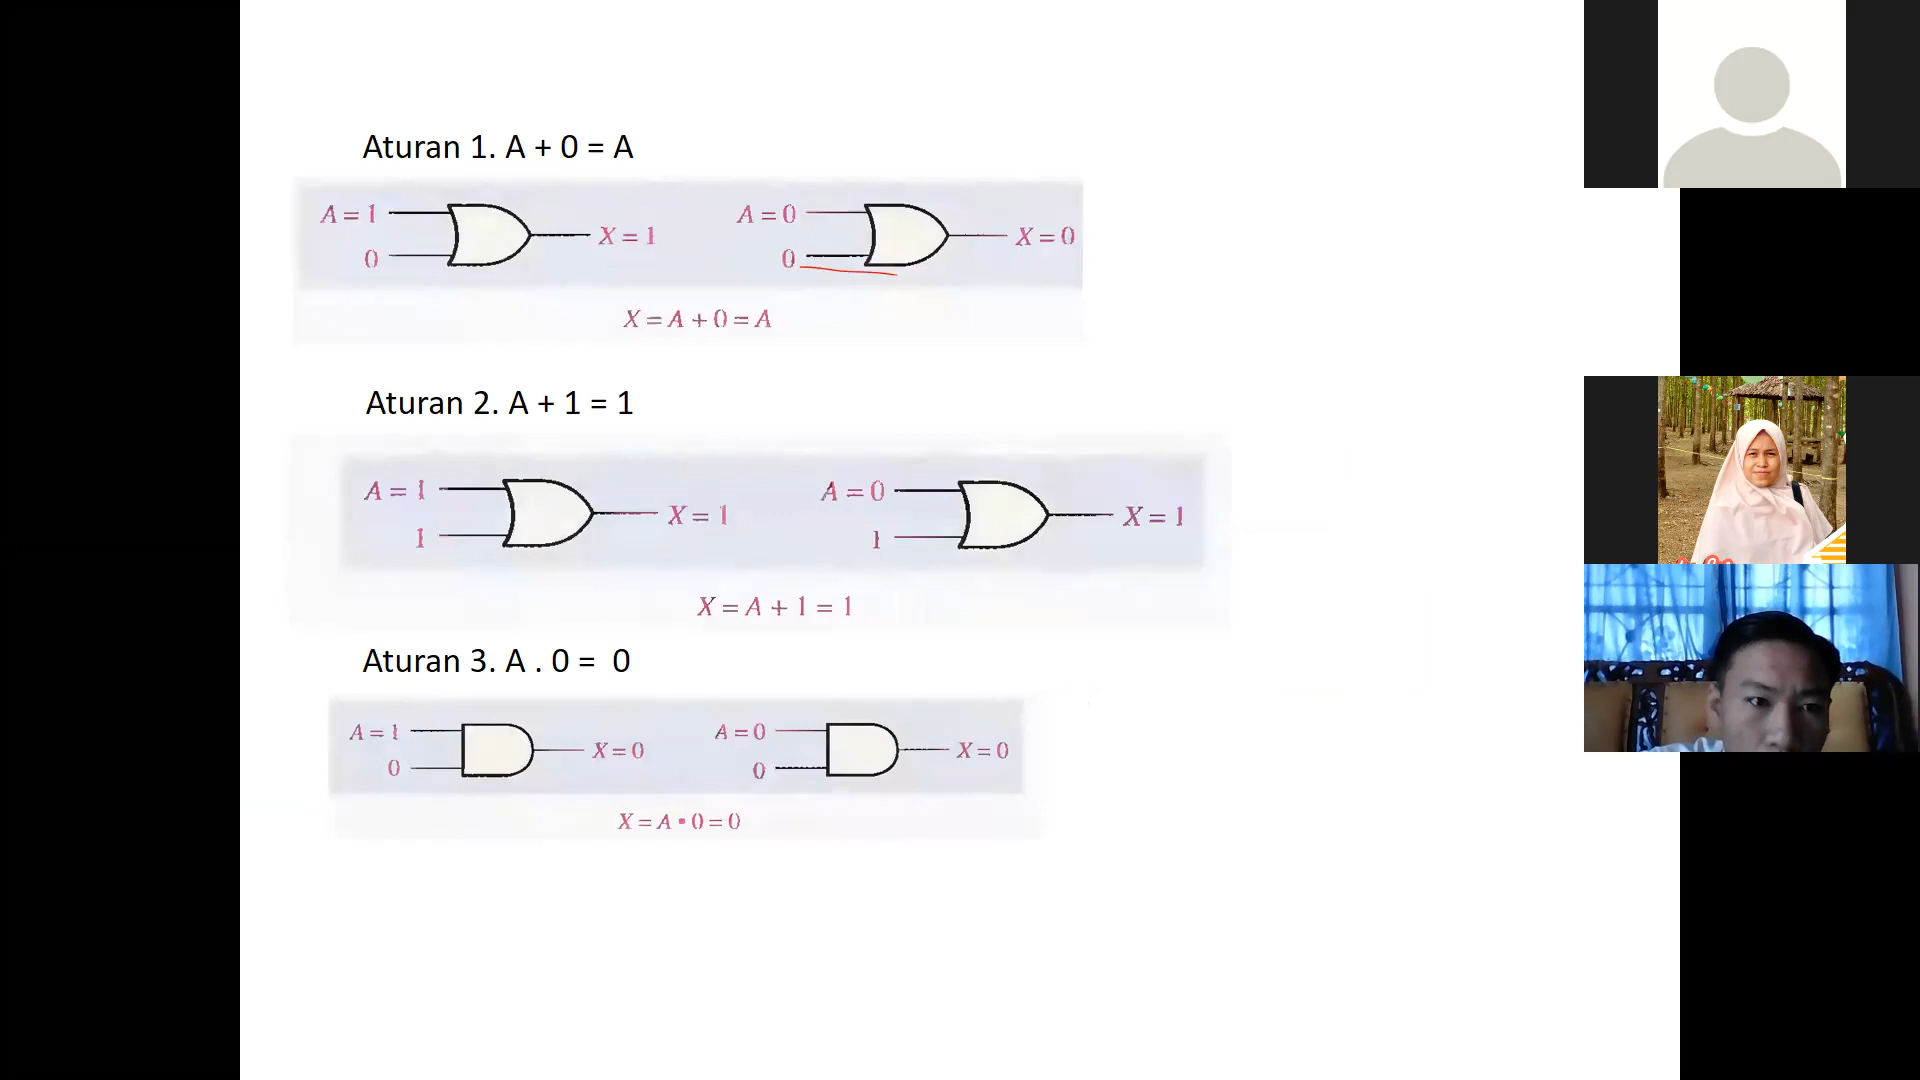 Aturan 1. A + 0 = A
A = 1
0
X = 1
A = 0
0
X = 0
X = A + 0 = A
Aturan 2. A + 1 = 1
A = 1
1
X = 1
A = 0
1
X = 1
X = A + 1 = 1
Aturan 3. A . 0 = 0
A = 1
0
X = 0
A = 0
0
X = 0
X = A • 0 = 0